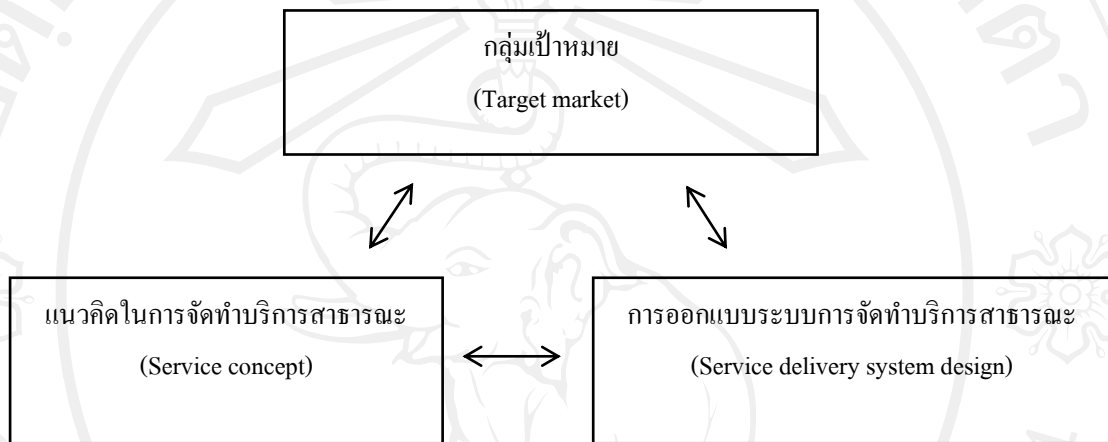 กลุ่มเป้าหมาย
(Target market)
แนวคิดในการจัดทำบริการสาธารณะ
(Service concept)
การออกแบบระบบการจัดทำบริการสาธารณะ
(Service delivery system design)